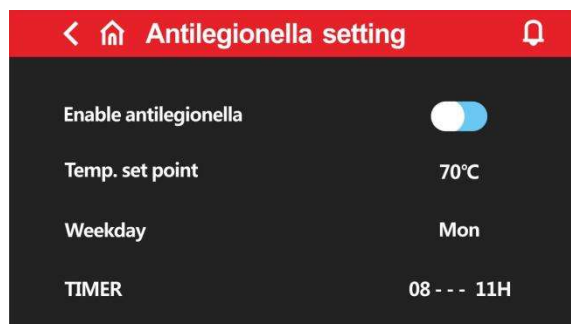 Antilegionella setting
Enable antilegionella
Temp. set point 70℃
Weekday Mon
TIMER 08 - - - 11H